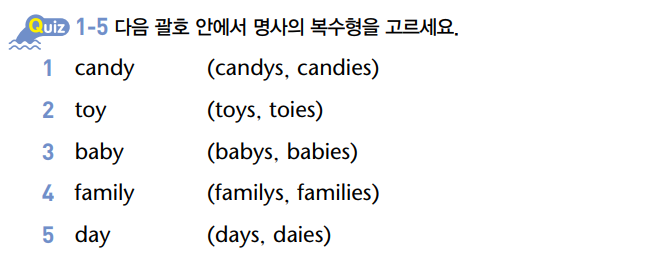 Quiz 1-5 다음 괄호 안에서 명사의 복수형을 고르세요.
1 candy (candys, candies)
2 toy (toys, toies)
3 baby (babys, babies)
4 family (familys, families)
5 day (days, daies)